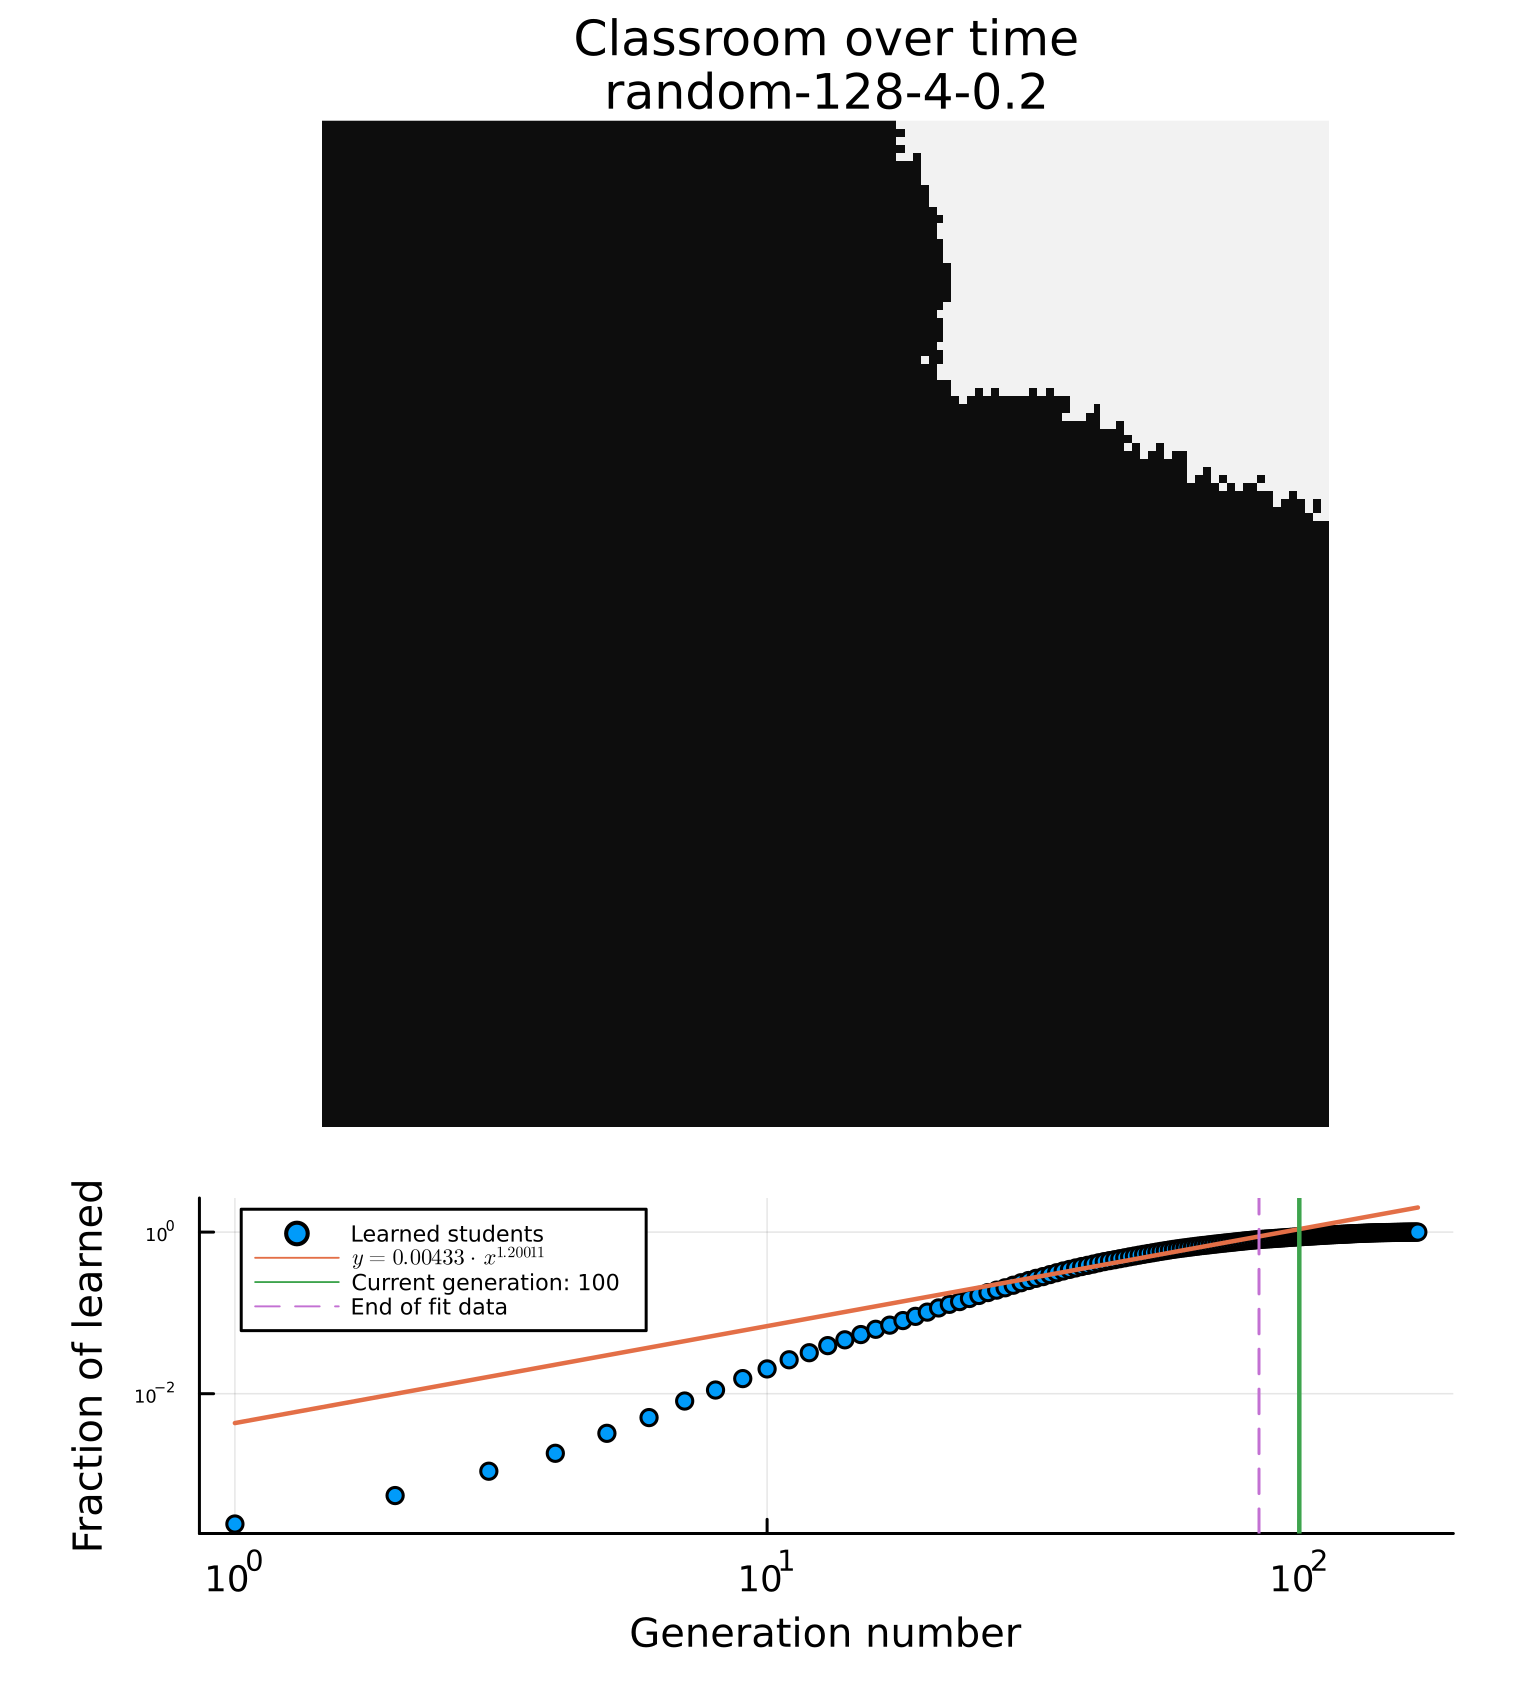 Classroom over time
random-128-4-0.2
Fraction of learned
10^0
10^-2
Learned students
y = 0.00433 · x^1.20011
Current generation: 100
End of fit data
10^0
10^1
10^2
Generation number